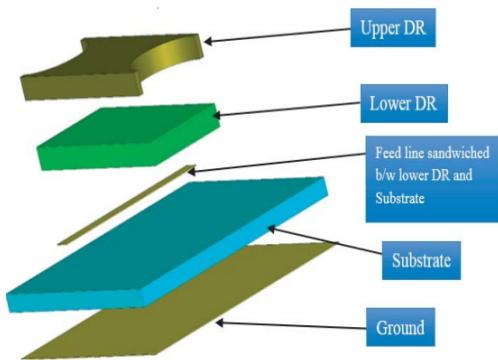 Upper DR
Lower DR
Feed line sandwiched
b/w lower DR and
Substrate
Substrate
Ground